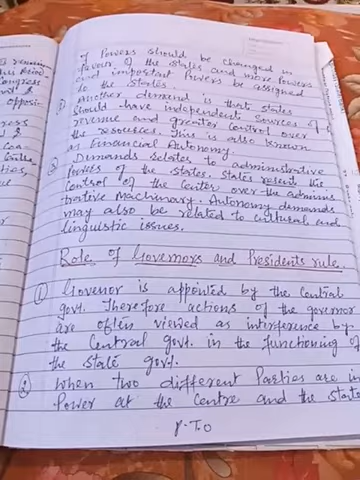 of Powers should be changed in
favour of the states and more powers
and important Powers be assigned
to the States.
Another demand is that states
should have independent sources of
revenue and greater control over
the resources. This is also known
as Financial Autonomy.
Demands relates to administrative
powers of the states. States resent the
control of the Center over the adminis
trative Machinary. Autonomy demands
may also be related to cultural and
linguistic issues.
Role of Governors and Presidents rule.
① Govenor is appointed by the Central
govt. Therefore actions of the governor
are often viewed as interference by
the Central govt. in the functioning of
the State govt.
② When two different Parties are in
Power at the Centre and the State
P.T.O